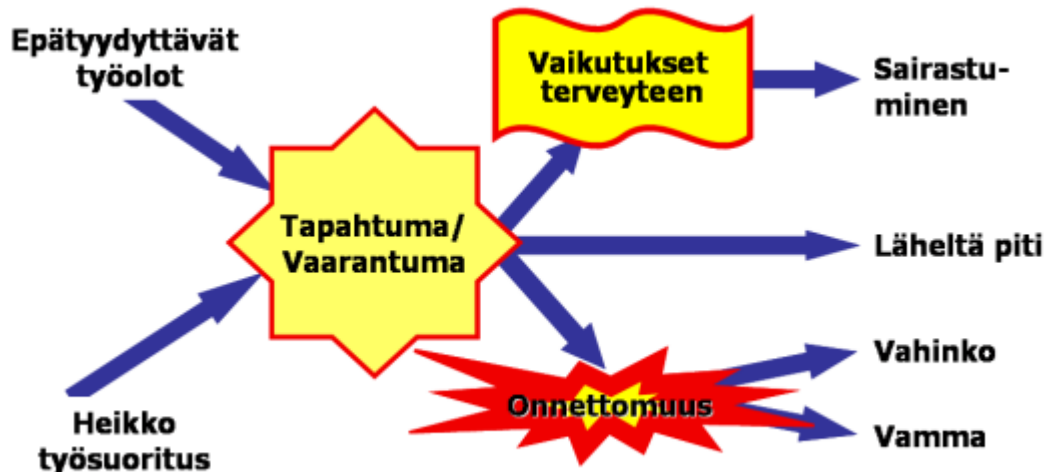 Epätyydyttävät
työolot
Vaikutukset
terveyteen
Sairastu-
minen
Tapahtuma/
Vaarantuma
Läheltä piti
Heikko
työsuoritus
Onnettomuus
Vahinko
Vamma